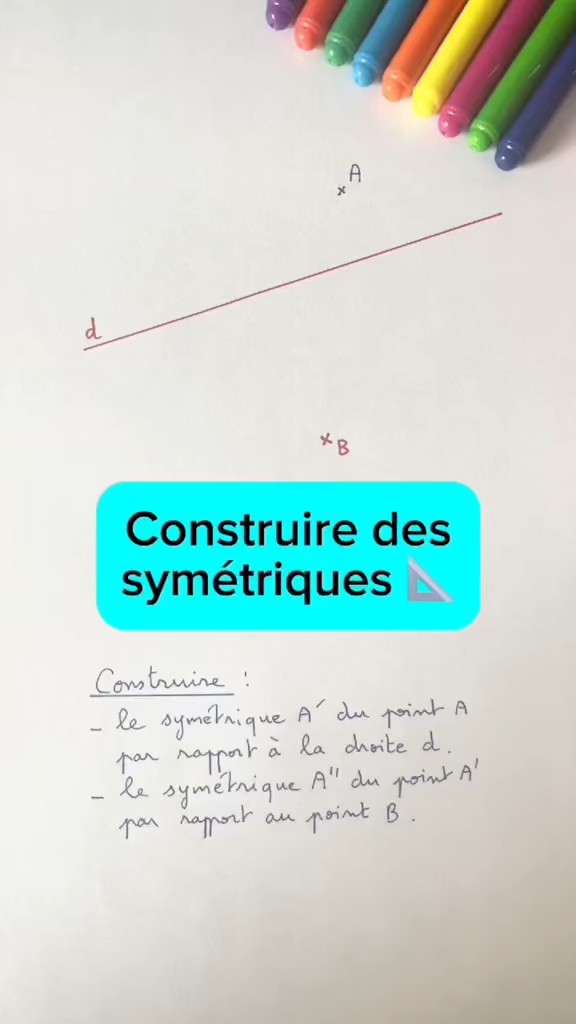 A
d
B
Construire des
symétriques
Construire :
- le symétrique A' du point A
par rapport à la droite d.
- le symétrique A" du point A'
par rapport au point B.